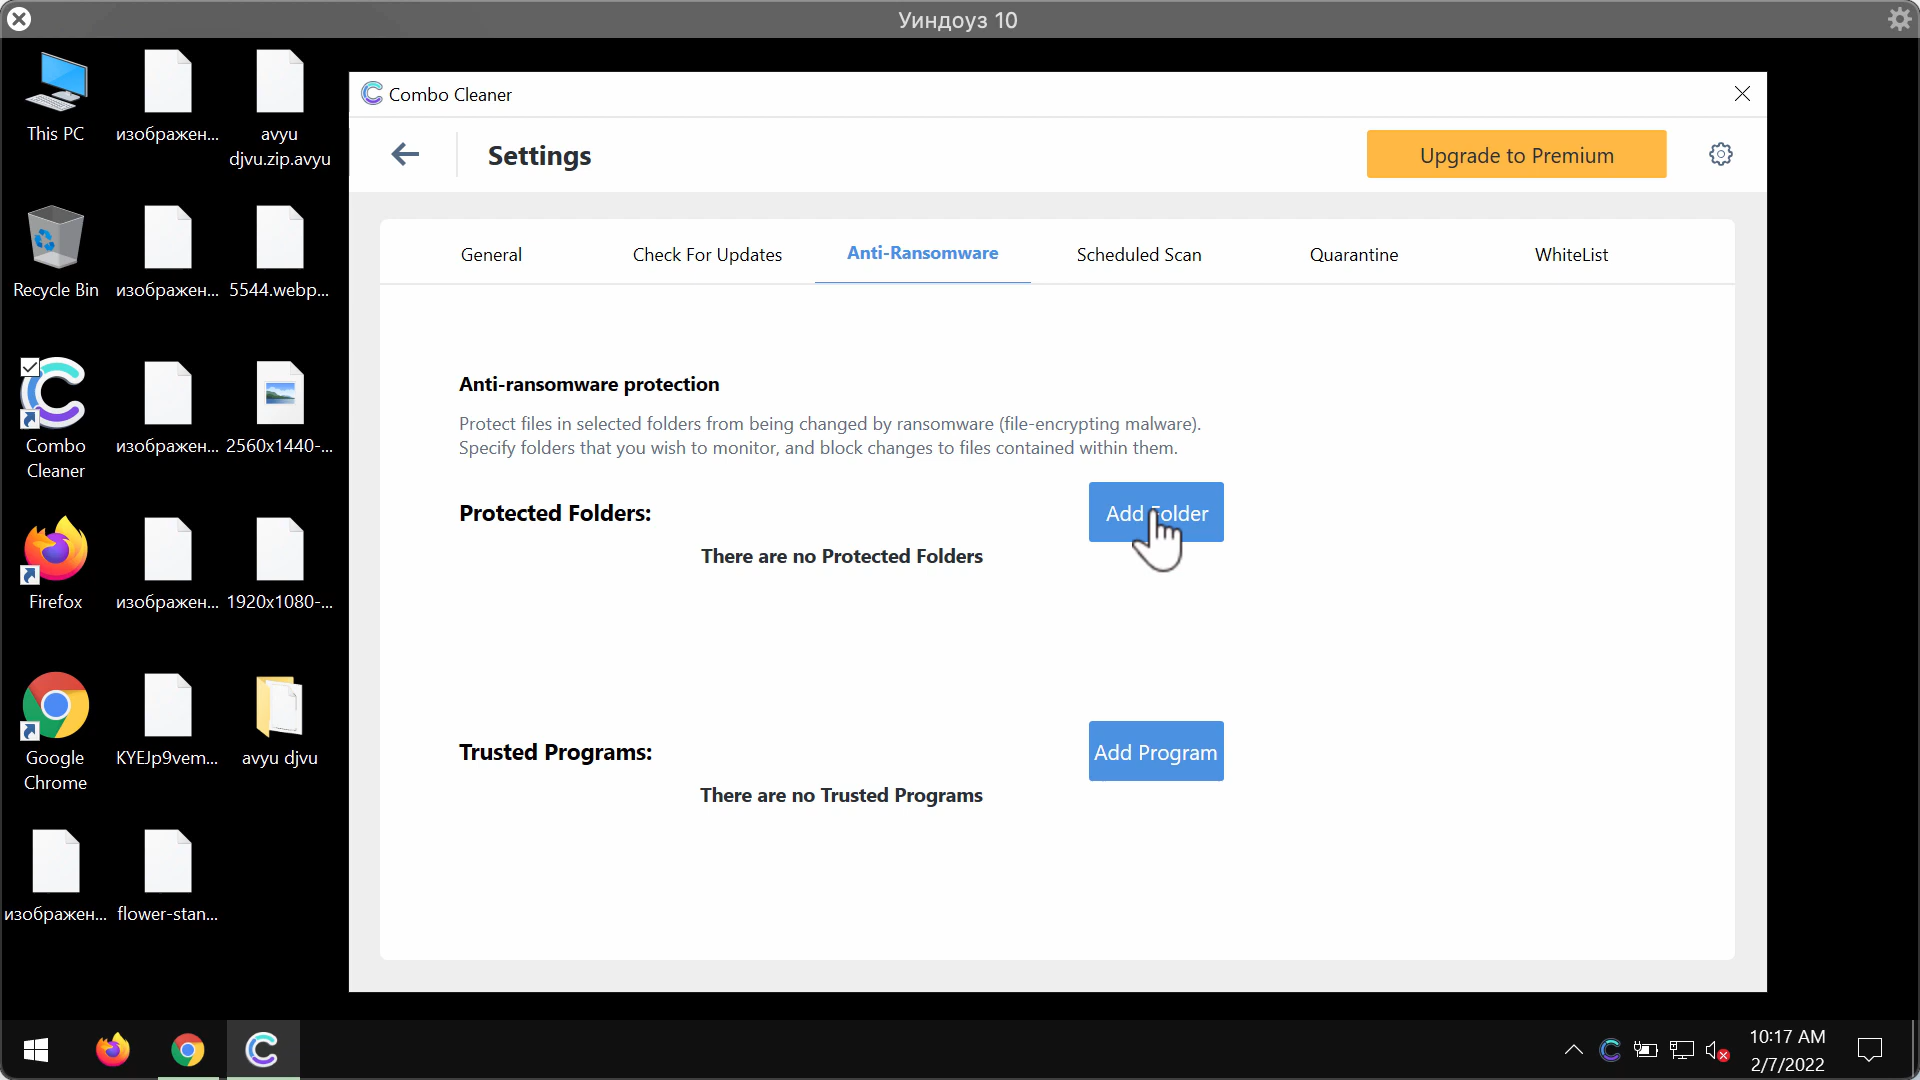 Уиндоуз 10
This PC
изображен...
avyu
djvu.zip.avyu
Recycle Bin
изображен...
5544.webp...
Combo
Cleaner
изображен...
2560x1440-...
Firefox
изображен...
1920x1080-...
Google
Chrome
KYEJp9vem...
avyu djvu
изображен...
flower-stan...
Combo Cleaner
Settings
Upgrade to Premium
General
Check For Updates
Anti-Ransomware
Scheduled Scan
Quarantine
WhiteList
Anti-ransomware protection
Protect files in selected folders from being changed by ransomware (file-encrypting malware).
Specify folders that you wish to monitor, and block changes to files contained within them.
Protected Folders:
Add Folder
There are no Protected Folders
Trusted Programs:
Add Program
There are no Trusted Programs
10:17 AM
2/7/2022